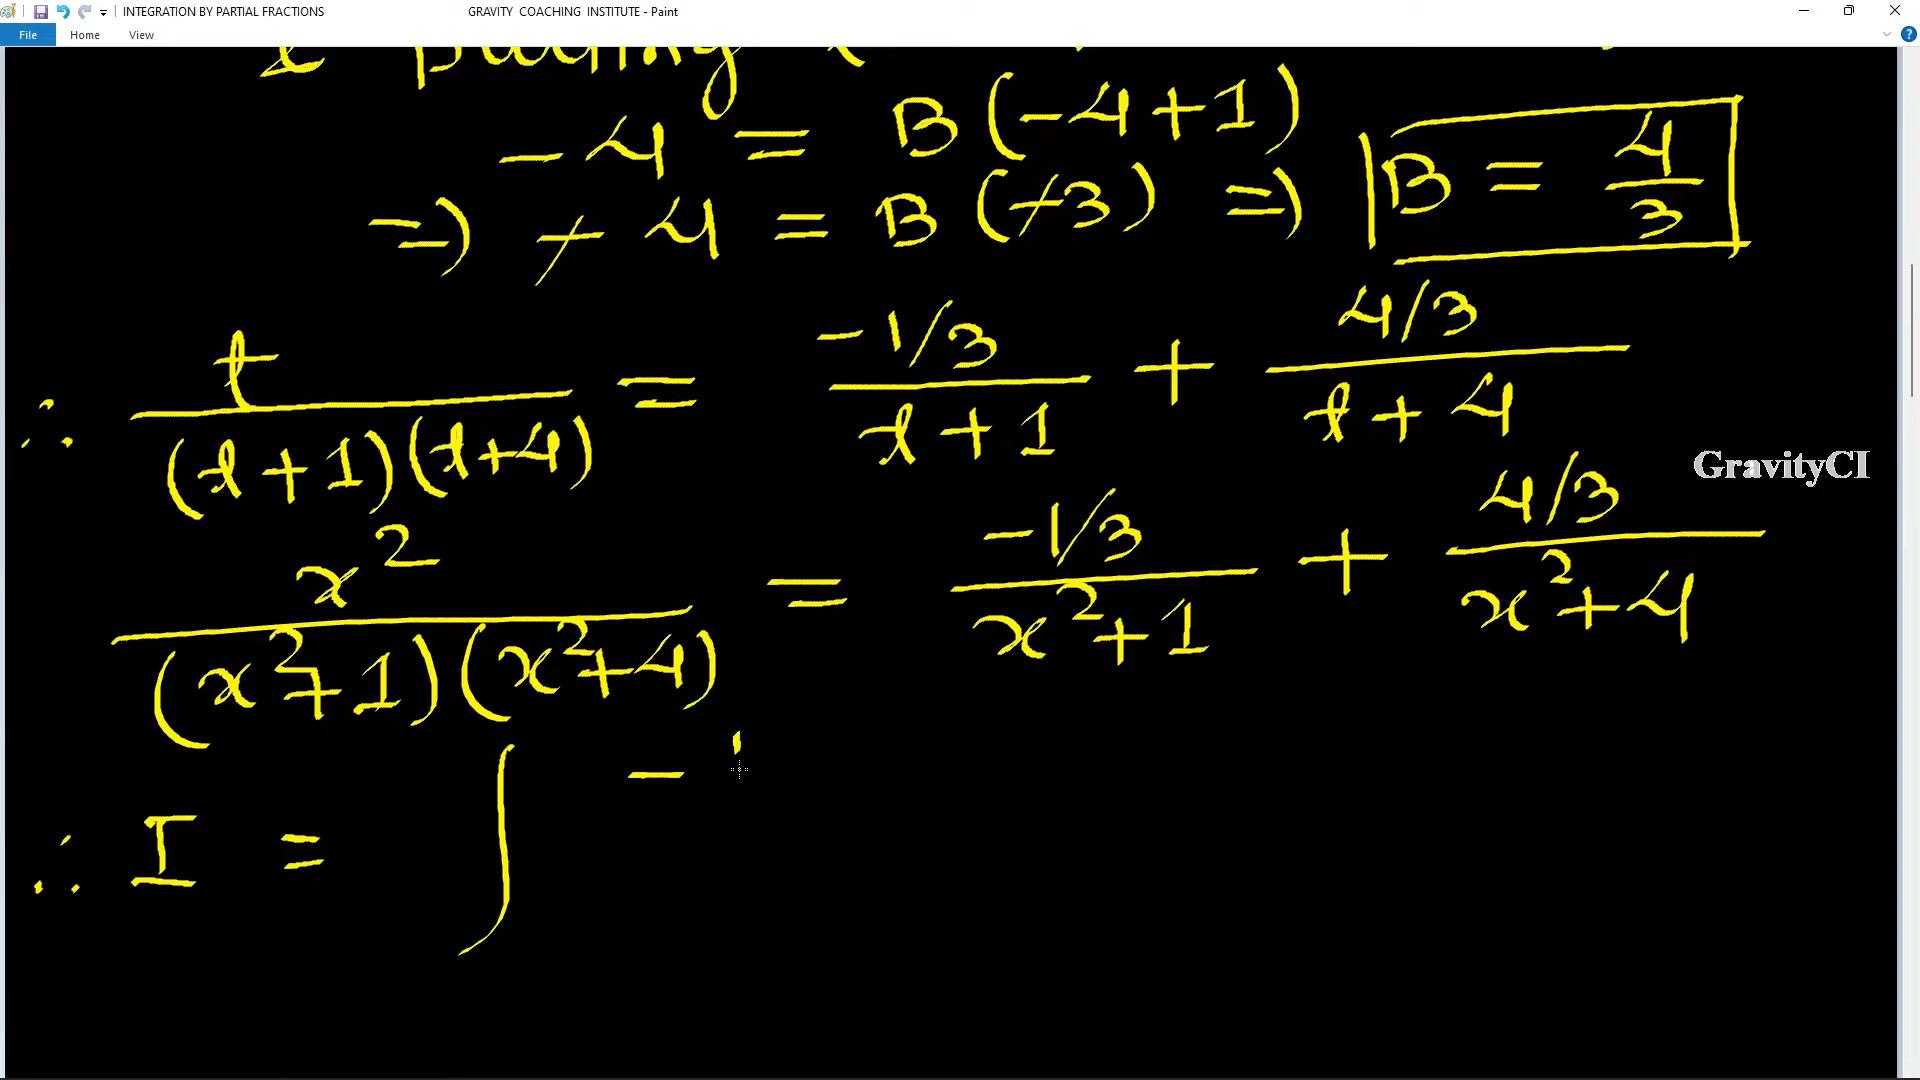 INTEGRATION BY PARTIAL FRACTIONS GRAVITY COACHING INSTITUTE - Paint
File Home View
putting
-4 = B(-4+1)
=> -4 = B(-3) => B = 4/3
∴ t/((t+1)(t+4)) = (-1/3)/(t+1) + (4/3)/(t+4)
GravityCI
x²/((x²+1)(x²+4)) = (-1/3)/(x²+1) + (4/3)/(x²+4)
∴ I = ∫ -